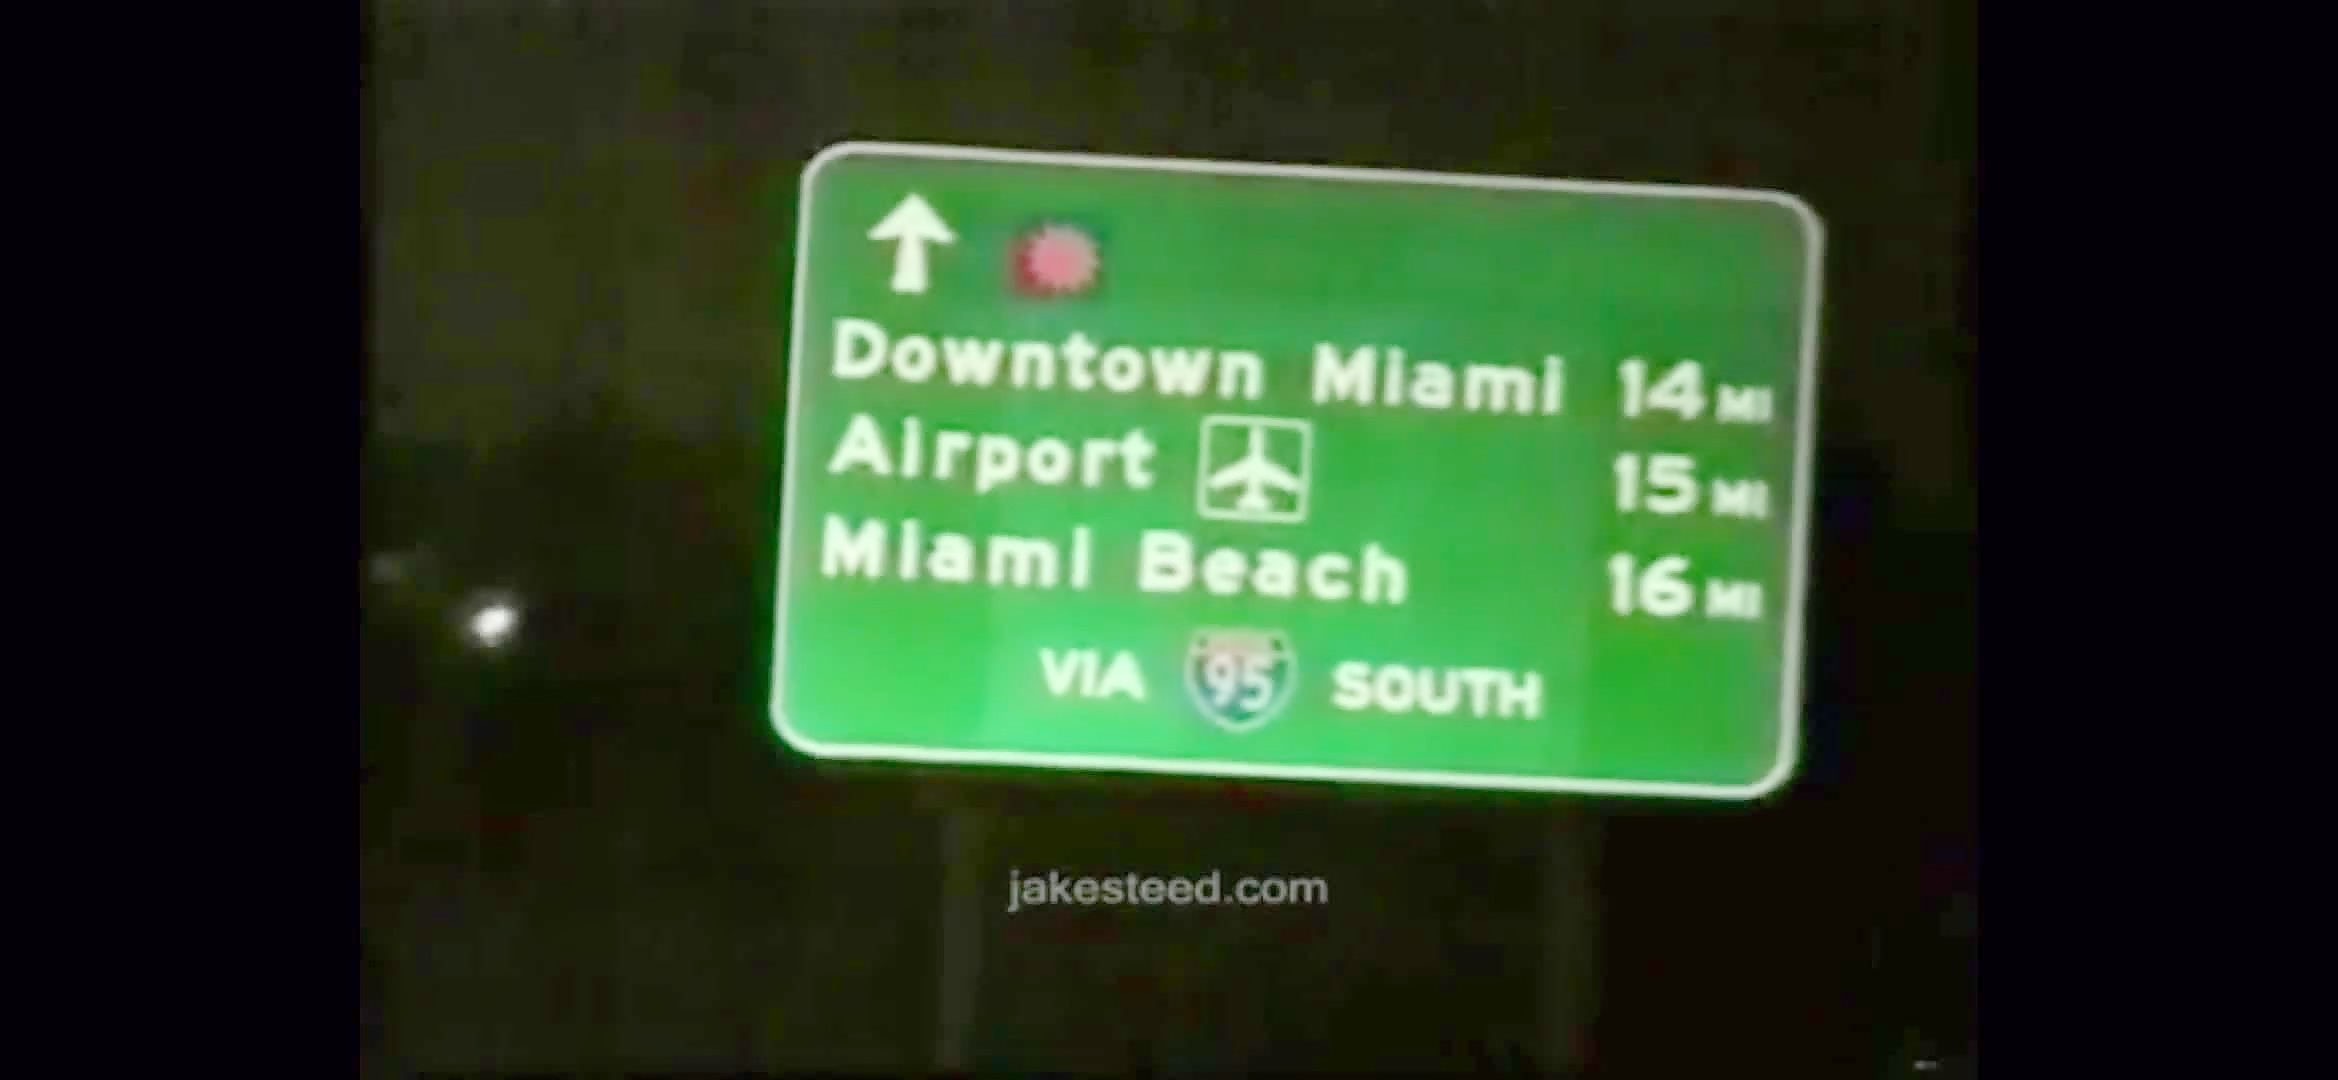 Downtown Miami 14 MI
Airport 15 MI
Miami Beach 16 MI
VIA 95 SOUTH
jakesteed.com